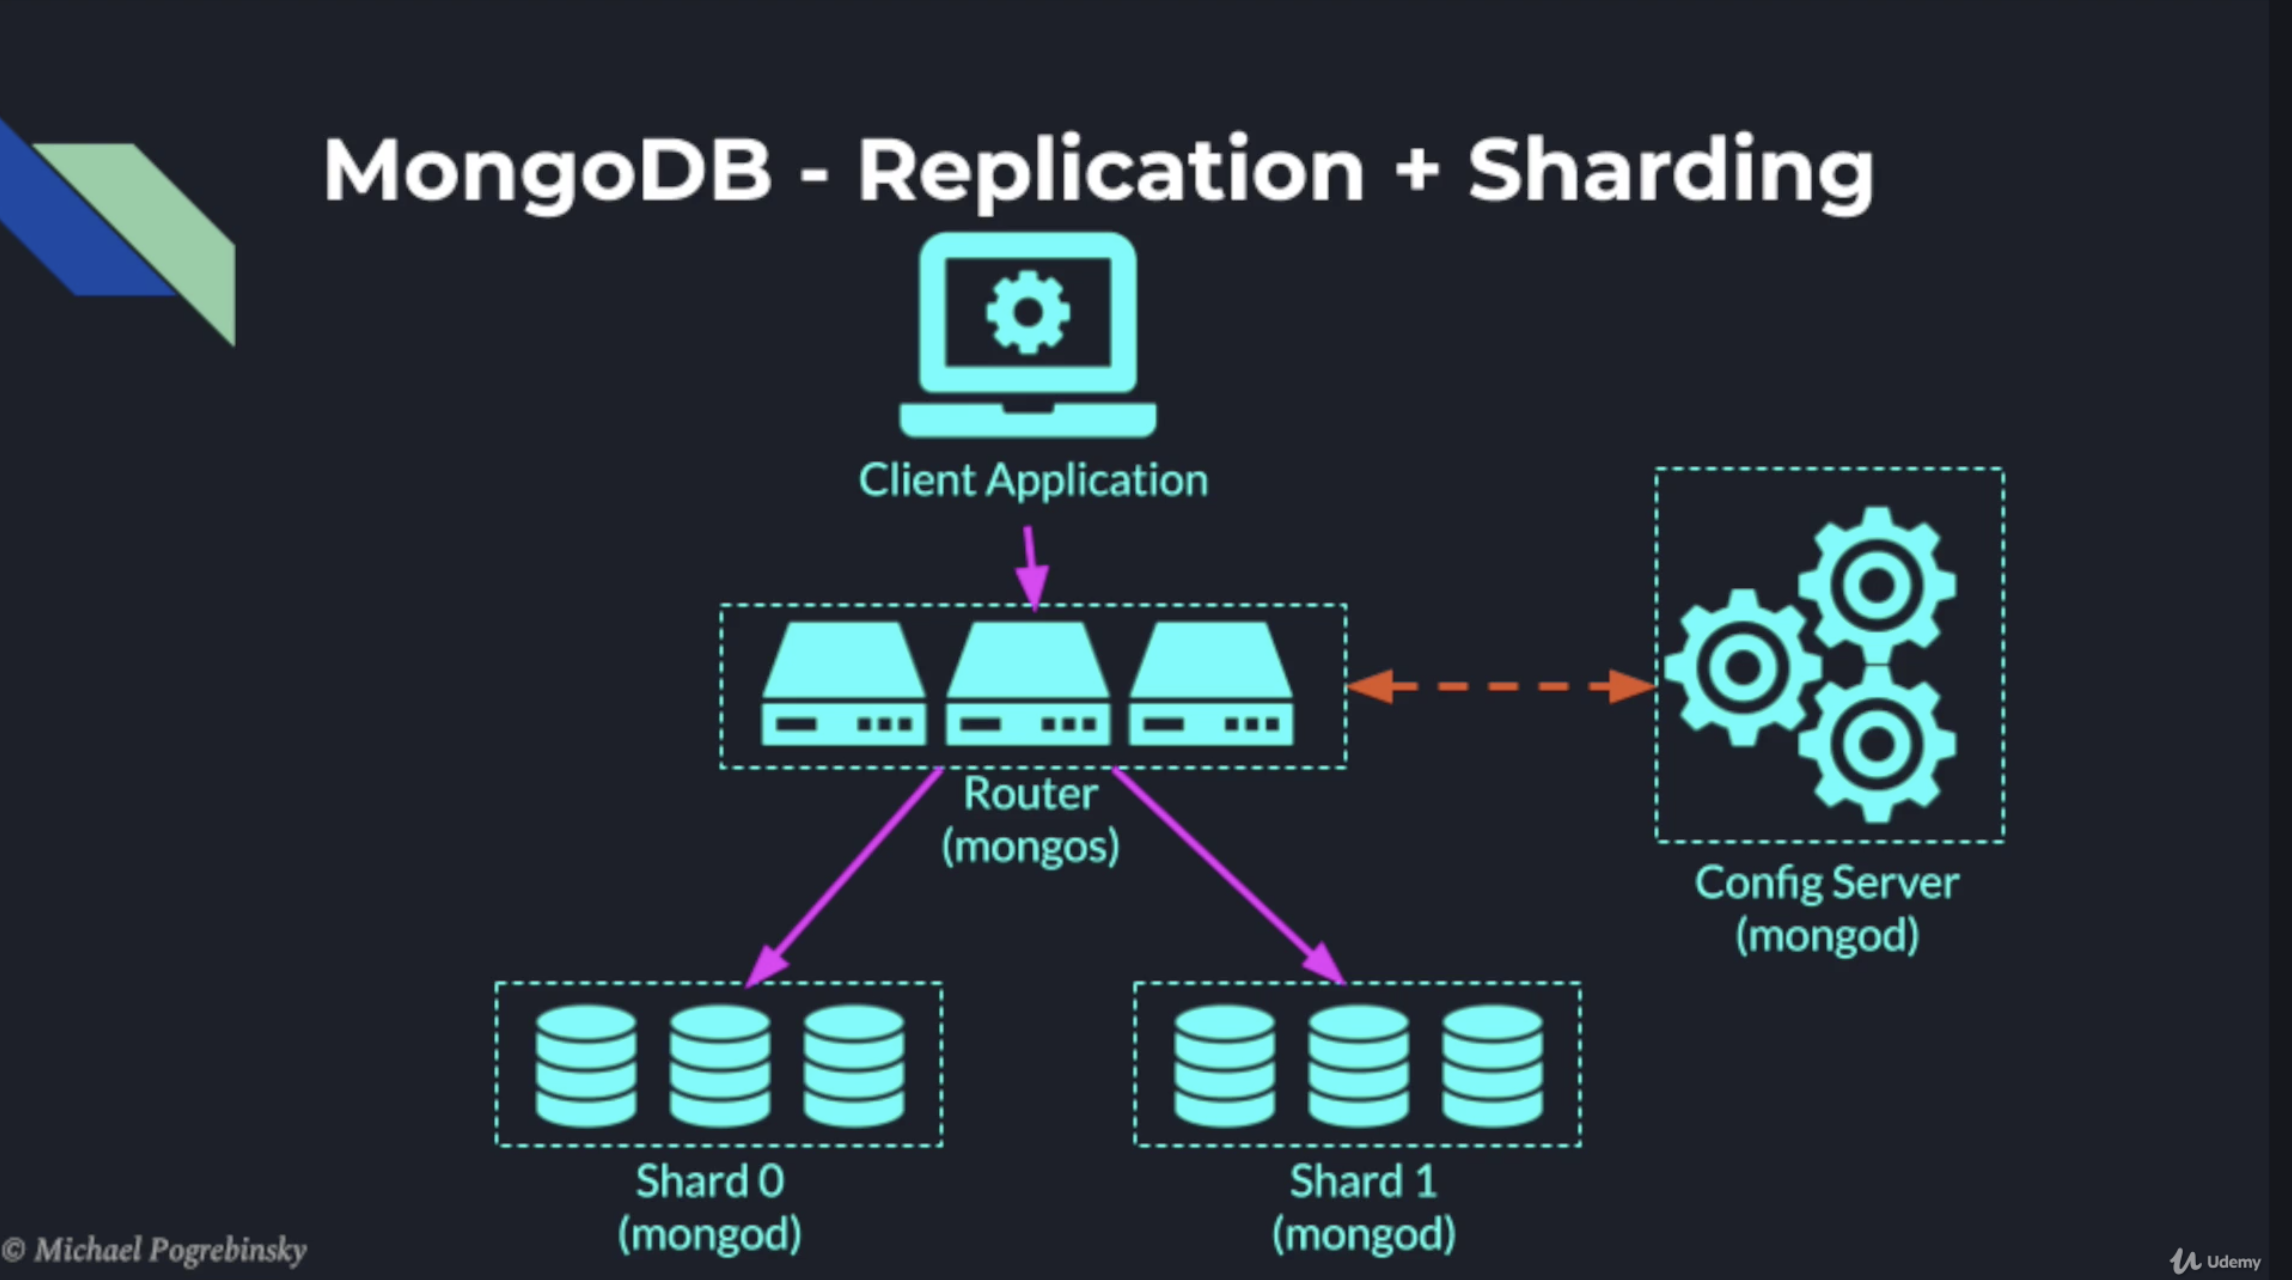 MongoDB - Replication + Sharding
Client Application
Router
(mongos)
Config Server
(mongod)
Shard 0
(mongod)
Shard 1
(mongod)
© Michael Pogrebinsky
Udemy